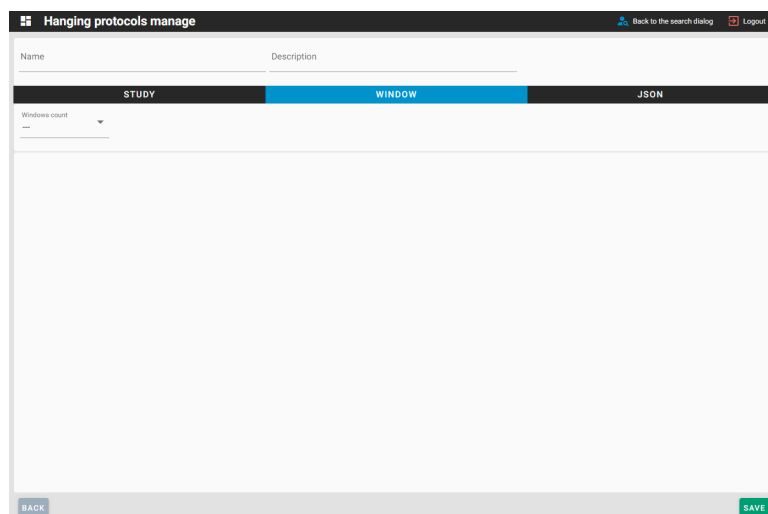 Hanging protocols manage
Back to the search dialog
Logout
Name
Description
STUDY
WINDOW
JSON
Windows count
---
BACK
SAVE